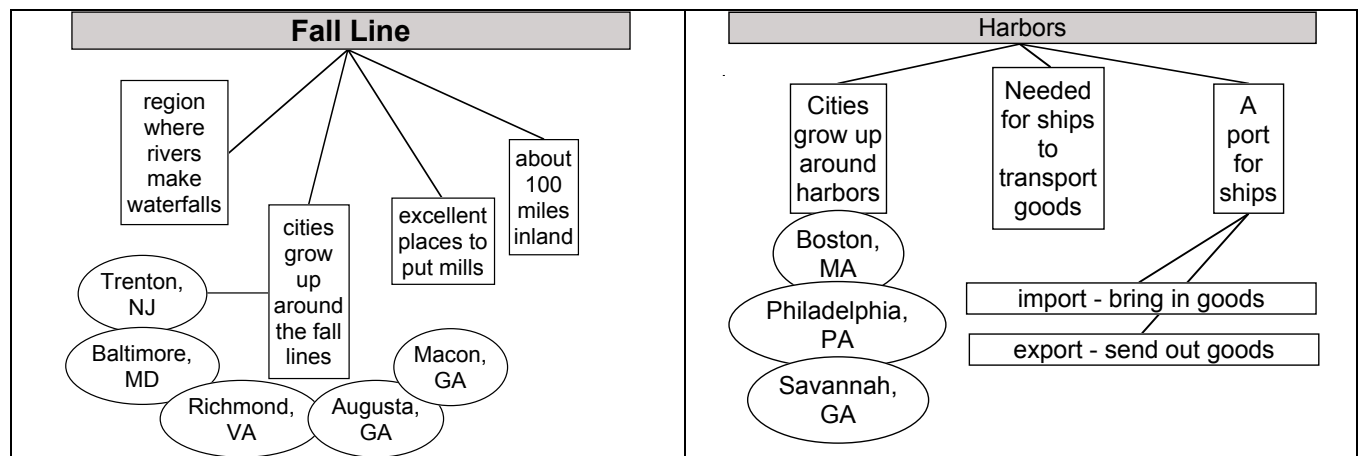 Fall Line
region
where
rivers
make
waterfalls
cities
grow
up
around
the fall
lines
excellent
places to
put mills
about
100
miles
inland
Trenton,
NJ
Baltimore,
MD
Richmond,
VA
Augusta,
GA
Macon,
GA
Harbors
Cities
grow up
around
harbors
Needed
for ships
to
transport
goods
A
port
for
ships
Boston,
MA
Philadelphia,
PA
Savannah,
GA
import - bring in goods
export - send out goods